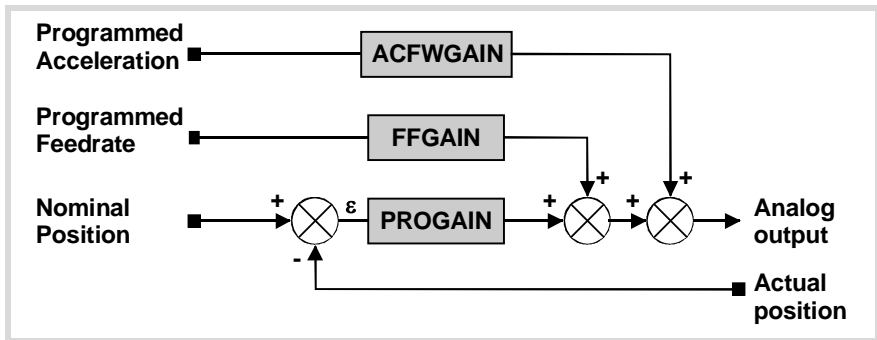 Programmed
Acceleration
ACFWGAIN
Programmed
Feedrate
FFGAIN
+
+
Nominal
Position
+
ε
PROGAIN
+
+
Analog
output
-
Actual
position